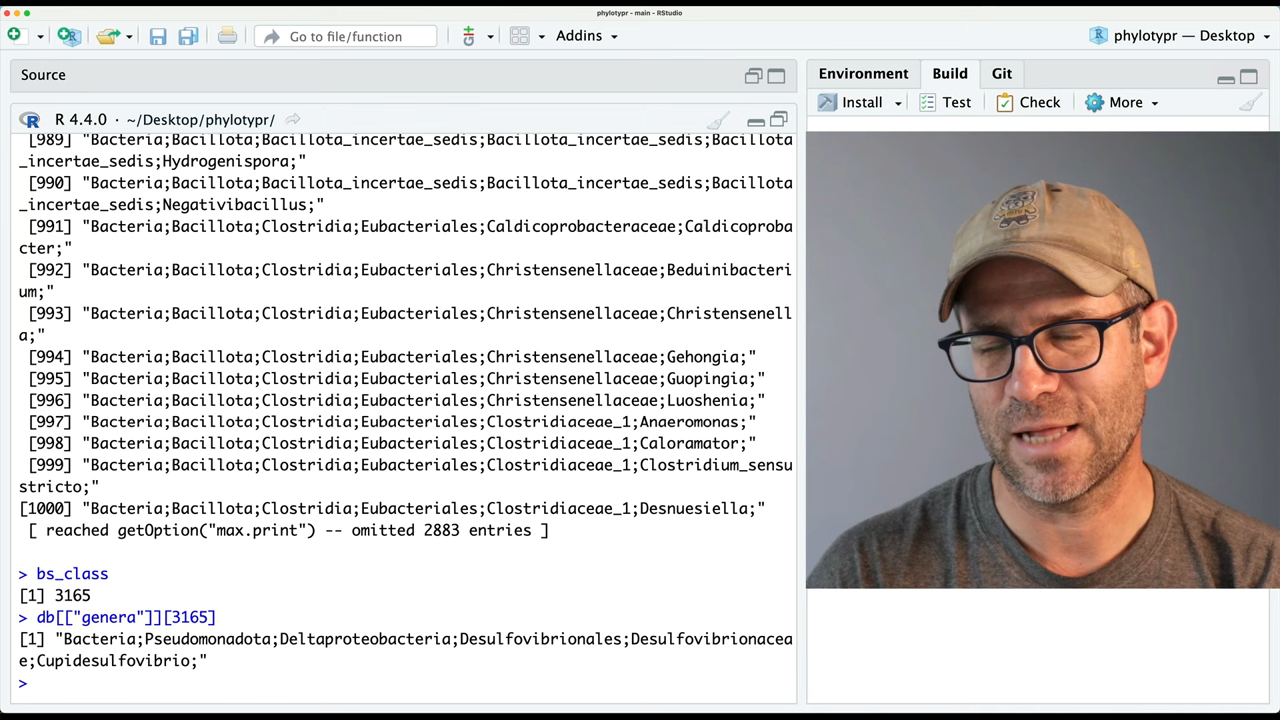 phylotypr - main - RStudio
Go to file/function
Addins
phylotypr — Desktop
Source
Environment Build Git
Install Test Check More
R 4.4.0 · ~/Desktop/phylotypr/
[989] "Bacteria;Bacillota;Bacillota_incertae_sedis;Bacillota_incertae_sedis;Bacillota
_incertae_sedis;Hydrogenispora;"
[990] "Bacteria;Bacillota;Bacillota_incertae_sedis;Bacillota_incertae_sedis;Bacillota
_incertae_sedis;Negativibacillus;"
[991] "Bacteria;Bacillota;Clostridia;Eubacteriales;Caldicoprobacteraceae;Caldicoproba
cter;"
[992] "Bacteria;Bacillota;Clostridia;Eubacteriales;Christensenellaceae;Beduinibacteri
um;"
[993] "Bacteria;Bacillota;Clostridia;Eubacteriales;Christensenellaceae;Christensenell
a;"
[994] "Bacteria;Bacillota;Clostridia;Eubacteriales;Christensenellaceae;Gehongia;"
[995] "Bacteria;Bacillota;Clostridia;Eubacteriales;Christensenellaceae;Guopingia;"
[996] "Bacteria;Bacillota;Clostridia;Eubacteriales;Christensenellaceae;Luoshenia;"
[997] "Bacteria;Bacillota;Clostridia;Eubacteriales;Clostridiaceae_1;Anaeromonas;"
[998] "Bacteria;Bacillota;Clostridia;Eubacteriales;Clostridiaceae_1;Caloramator;"
[999] "Bacteria;Bacillota;Clostridia;Eubacteriales;Clostridiaceae_1;Clostridium_sensu
stricto;"
[1000] "Bacteria;Bacillota;Clostridia;Eubacteriales;Clostridiaceae_1;Desnuesiella;"
[ reached getOption("max.print") -- omitted 2883 entries ]
> bs_class
[1] 3165
> db[["genera"]][3165]
[1] "Bacteria;Pseudomonadota;Deltaproteobacteria;Desulfovibrionales;Desulfovibrionacea
e;Cupidesulfovibrio;"
>